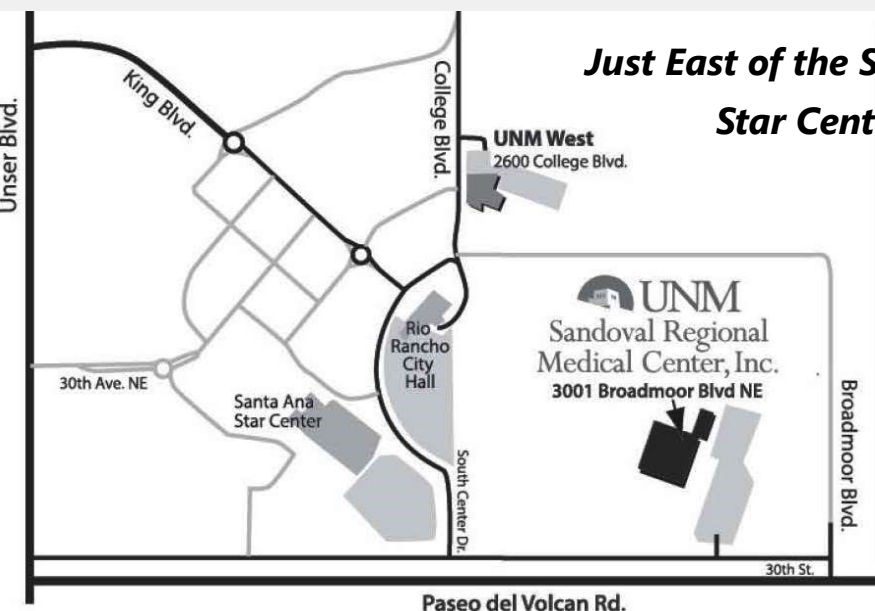 Just East of the S
Star Cent
Unser Blvd.
King Blvd.
College Blvd.
UNM West
2600 College Blvd.
UNM
Sandoval Regional
Medical Center, Inc.
3001 Broadmoor Blvd NE
Rio
Rancho
City
Hall
30th Ave. NE
Santa Ana
Star Center
South Center Dr.
Broadmoor Blvd.
30th St.
Paseo del Volcan Rd.